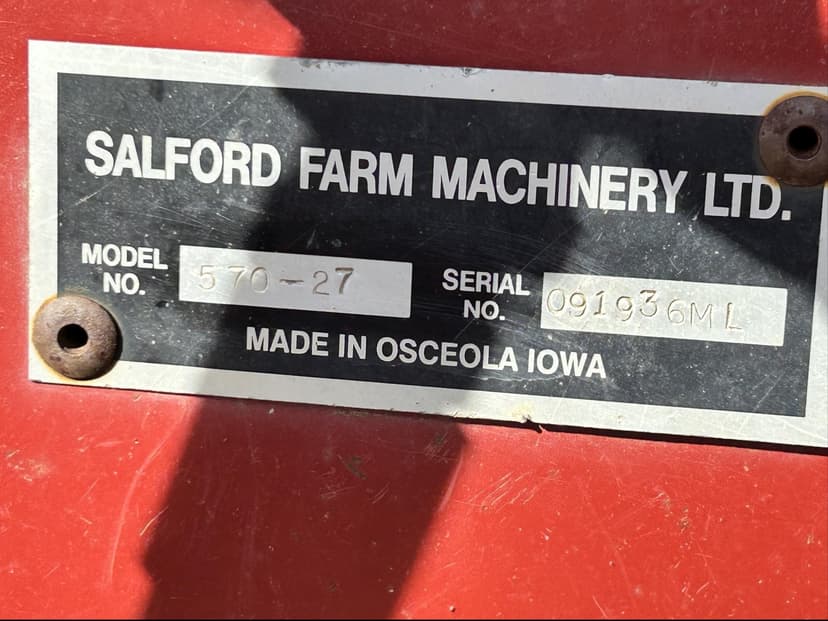 SALFORD FARM MACHINERY LTD.
MODEL NO. 570-27
SERIAL NO. 091936ML
MADE IN OSCEOLA IOWA